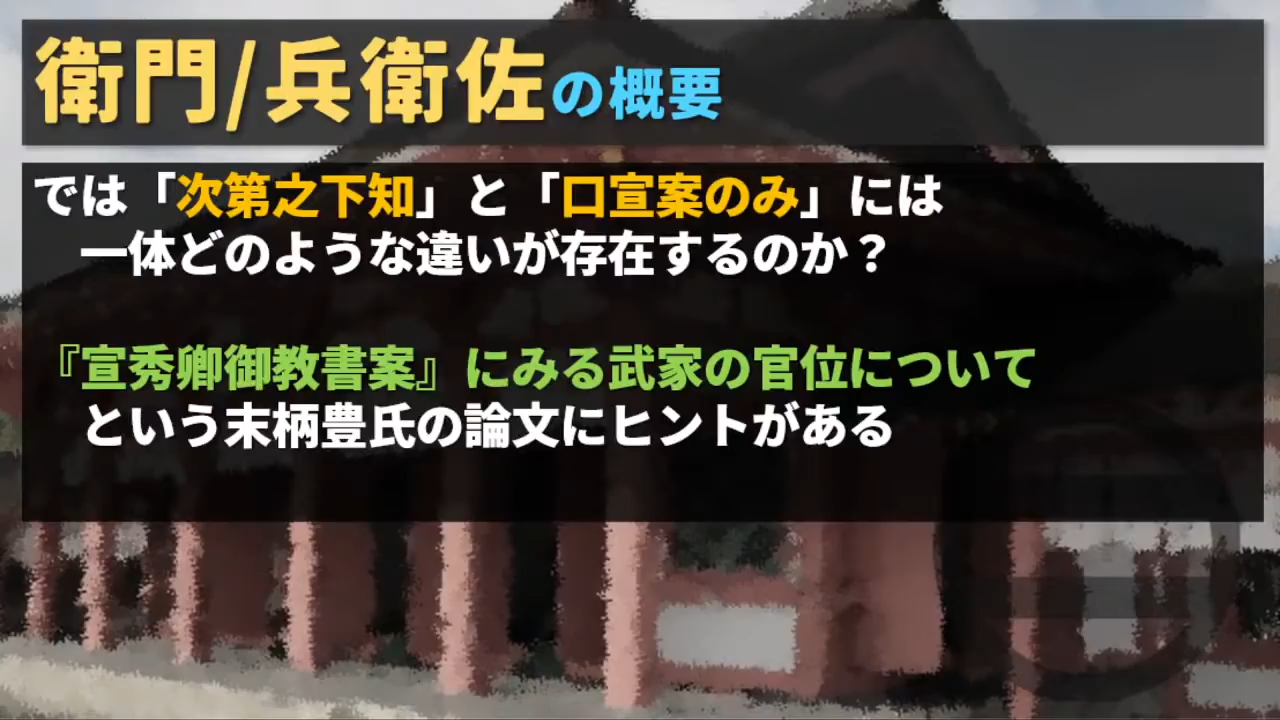 衛門/兵衛佐の概要
では「次第之下知」と「口宣案のみ」には
一体どのような違いが存在するのか？
『宣秀卿御教書案』にみる武家の官位について
という末柄豊氏の論文にヒントがある